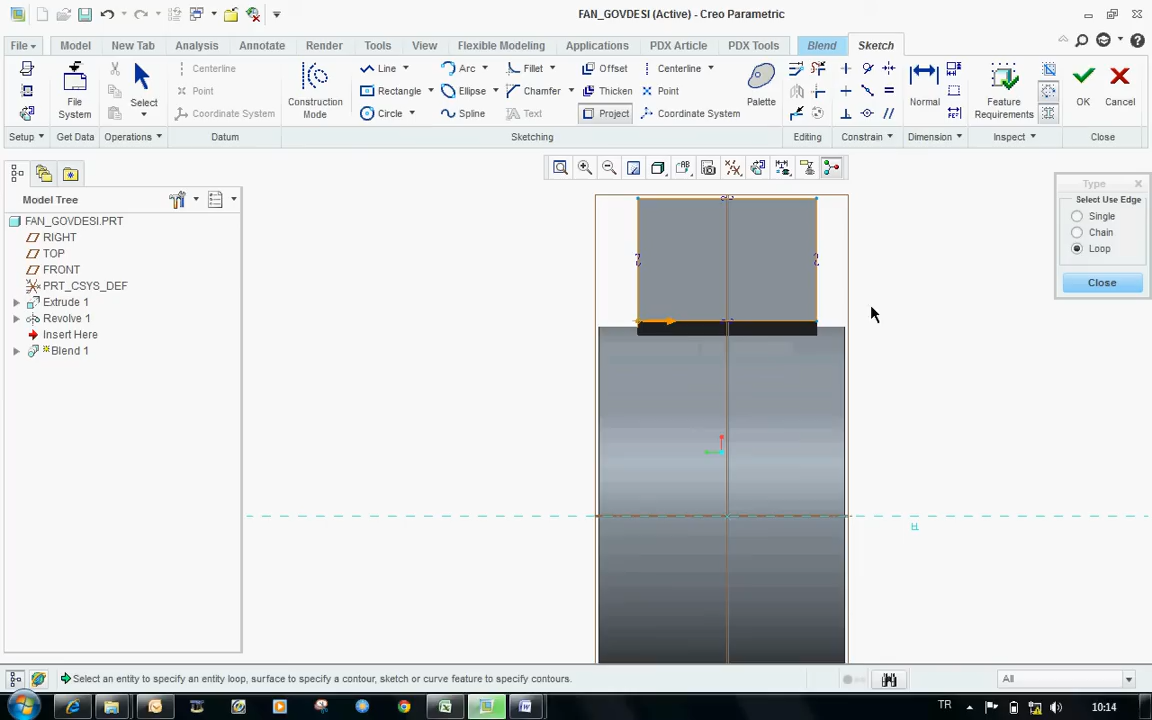 FAN_GOVDESI (Active) - Creo Parametric
File Model New Tab Analysis Annotate Render Tools View Flexible Modeling Applications PDX Article PDX Tools Blend Sketch
File System
Select
Centerline
Point
Coordinate System
Construction Mode
Line Arc Fillet Offset Centerline
Rectangle Ellipse Chamfer Thicken Point
Circle Spline Text Project Coordinate System
Palette
Normal
Feature Requirements
OK Cancel
Setup Get Data Operations Datum Sketching Editing Constrain Dimension Inspect Close
Model Tree
FAN_GOVDESI.PRT
RIGHT
TOP
FRONT
PRT_CSYS_DEF
Extrude 1
Revolve 1
Insert Here
Blend 1
Type
Select Use Edge
Single
Chain
Loop
Close
Select an entity to specify an entity loop, surface to specify a contour, sketch or curve feature to specify contours.
All
TR 10:14